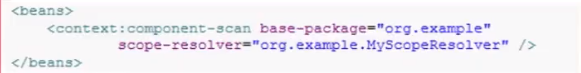 <beans>
<context:component-scan base-package="org.example"
scope-resolver="org.example.MyScopeResolver" />
</beans>